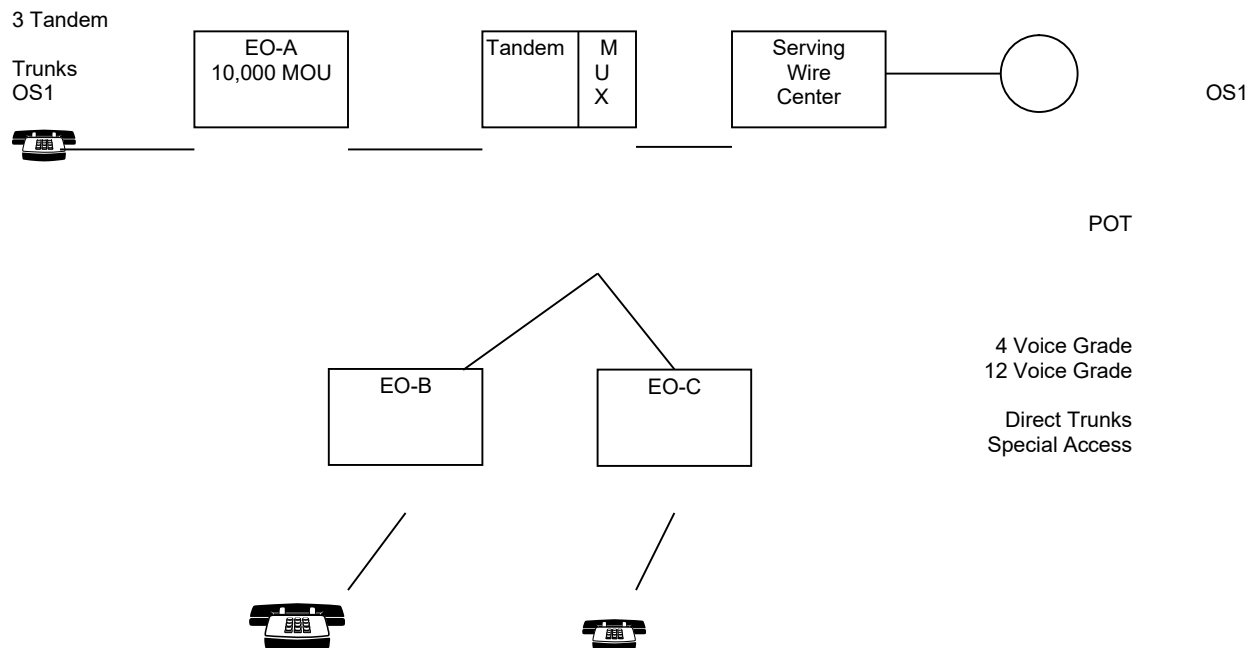 3 Tandem
Trunks
OS1
EO-A
10,000 MOU
Tandem
M
U
X
Serving
Wire
Center
OS1
POT
4 Voice Grade
12 Voice Grade
Direct Trunks
Special Access
EO-B
EO-C